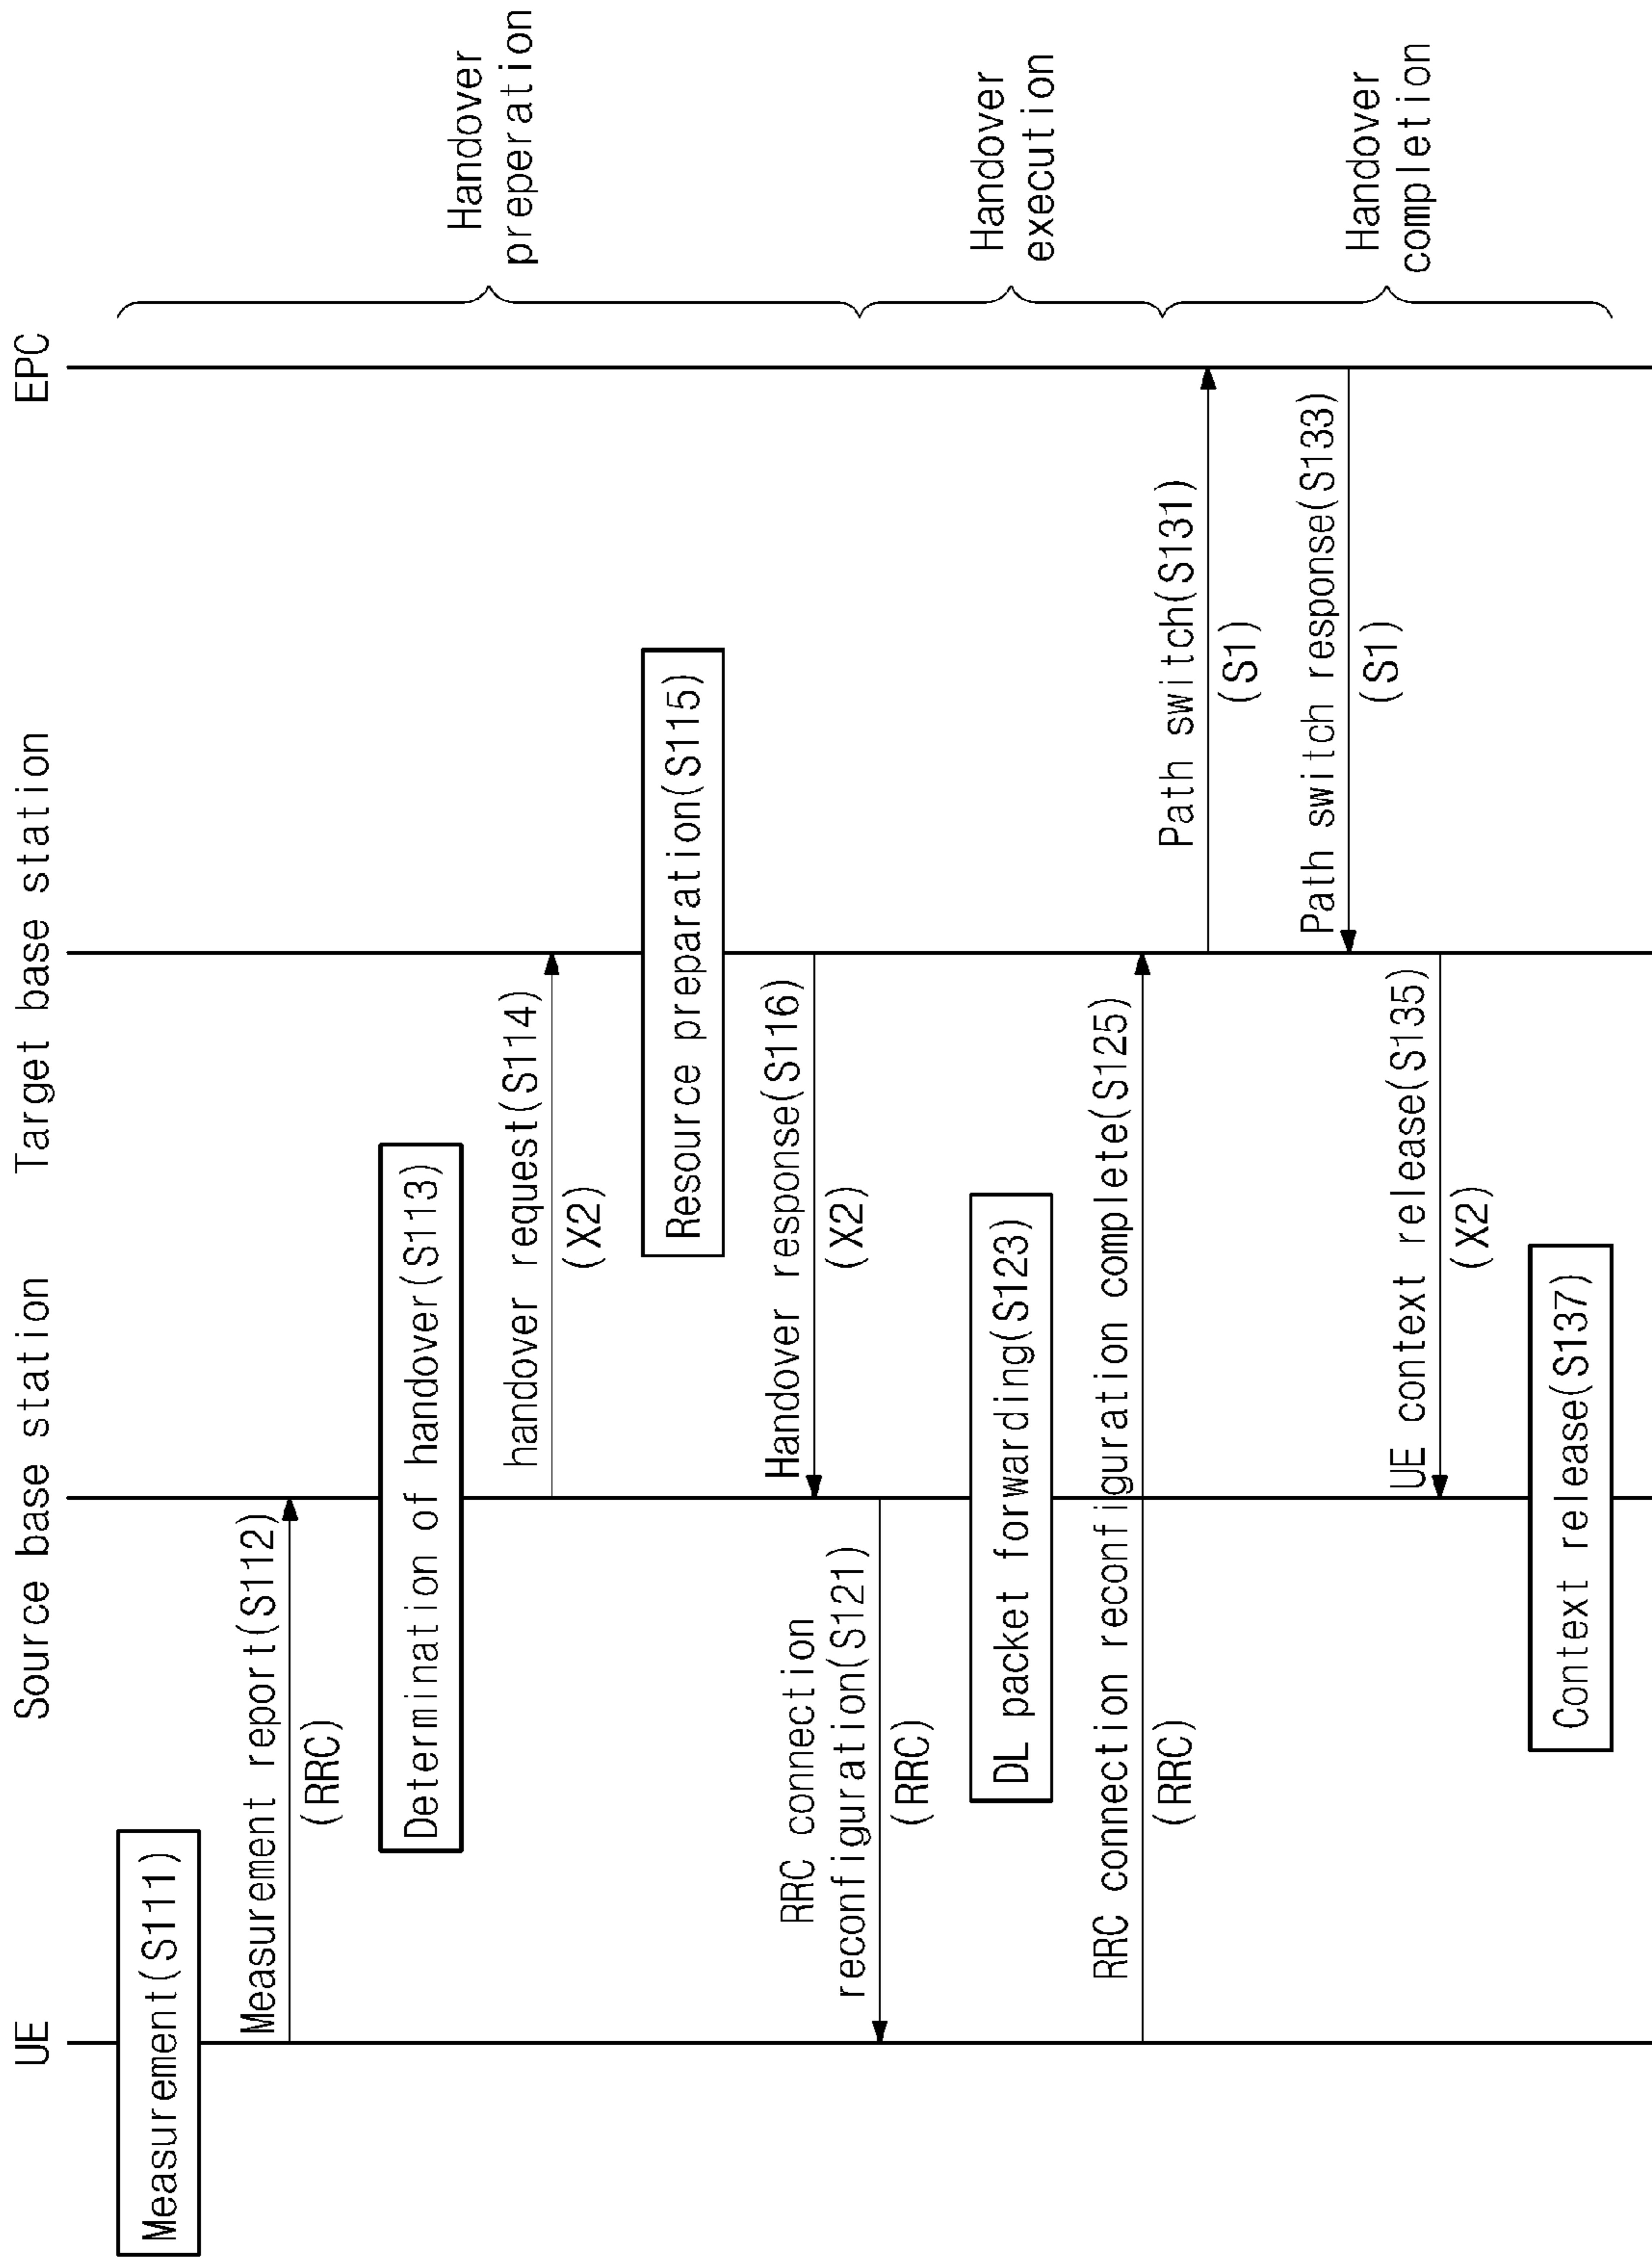 UE
Source base station
Target base station
EPC
Measurement(S111)
Measurement report(S112)
(RRC)
Determination of handover(S113)
handover request(S114)
(X2)
Resource preparation(S115)
Handover response(S116)
(X2)
Handover
preperation
RRC connection
reconfiguration(S121)
(RRC)
DL packet forwarding(S123)
RRC connection reconfiguration complete(S125)
(RRC)
Handover
execution
Path switch(S131)
(S1)
Path switch response(S133)
(S1)
UE context release(S135)
(X2)
Context release(S137)
Handover
completion